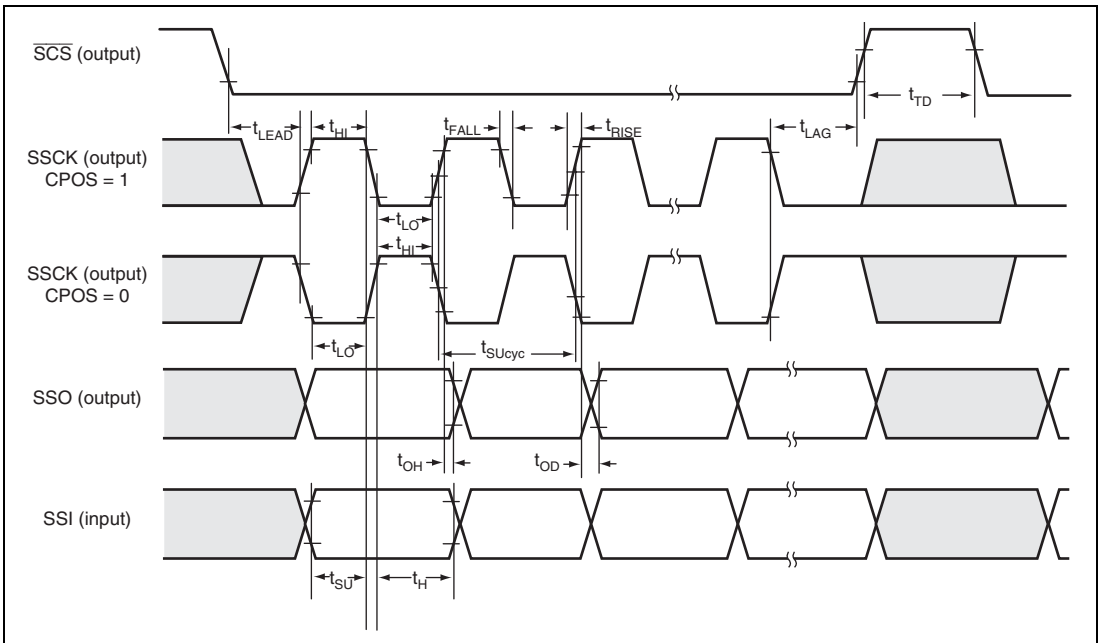 SCS (output)
tTD
tLEAD
tHI
tFALL
tRISE
tLAG
SSCK (output)
CPOS = 1
tLO
tHI
SSCK (output)
CPOS = 0
tLO
tSUcyc
SSO (output)
tOH
tOD
SSI (input)
tSU
tH